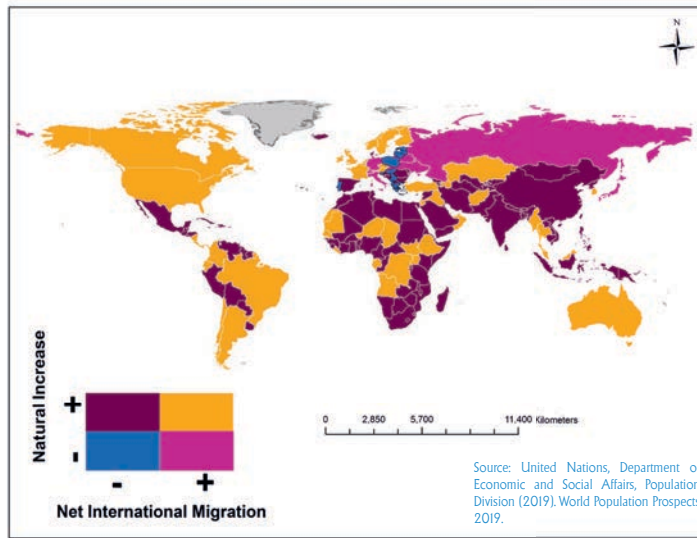 N
Natural Increase
+
-
-
+
Net International Migration
0 2,850 5,700 11,400 Kilometers
Source: United Nations, Department o
Economic and Social Affairs, Population
Division (2019). World Population Prospects
2019.